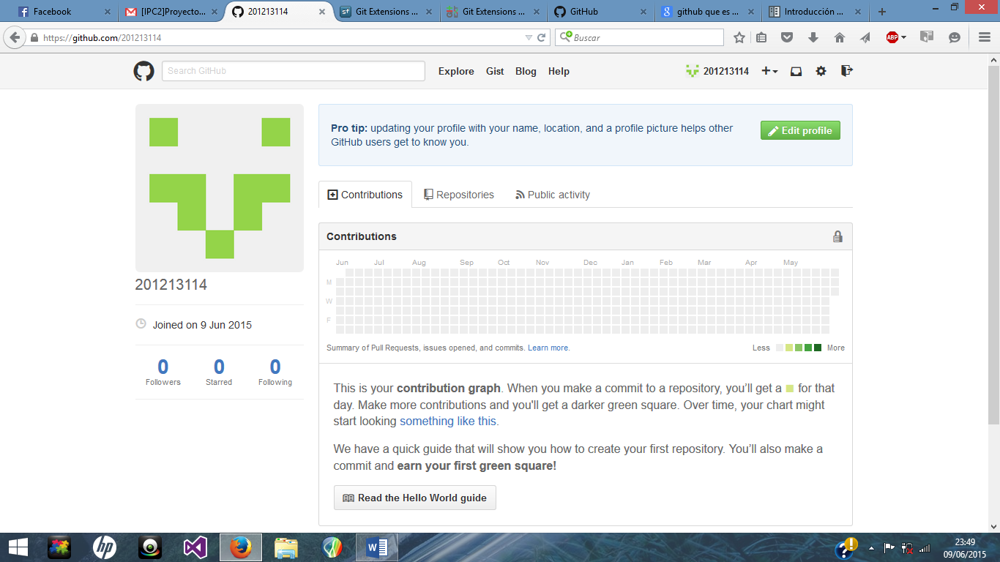 Facebook
[IPC2]Proyecto...
201213114
Git Extensions ...
Git Extensions ...
GitHub
github que es ...
Introducción ...
https://github.com/201213114
Buscar
ABP
Search GitHub
Explore Gist Blog Help
201213114
Pro tip: updating your profile with your name, location, and a profile picture helps other
GitHub users get to know you.
Edit profile
Contributions
Repositories
Public activity
Contributions
Jun Jul Aug Sep Oct Nov Dec Jan Feb Mar Apr May
M
W
F
Summary of Pull Requests, issues opened, and commits. Learn more.
Less More
201213114
Joined on 9 Jun 2015
0 0 0
Followers Starred Following
This is your contribution graph. When you make a commit to a repository, you’ll get a for that
day. Make more contributions and you'll get a darker green square. Over time, your chart might
start looking something like this.
We have a quick guide that will show you how to create your first repository. You’ll also make a
commit and earn your first green square!
Read the Hello World guide
23:49
09/06/2015